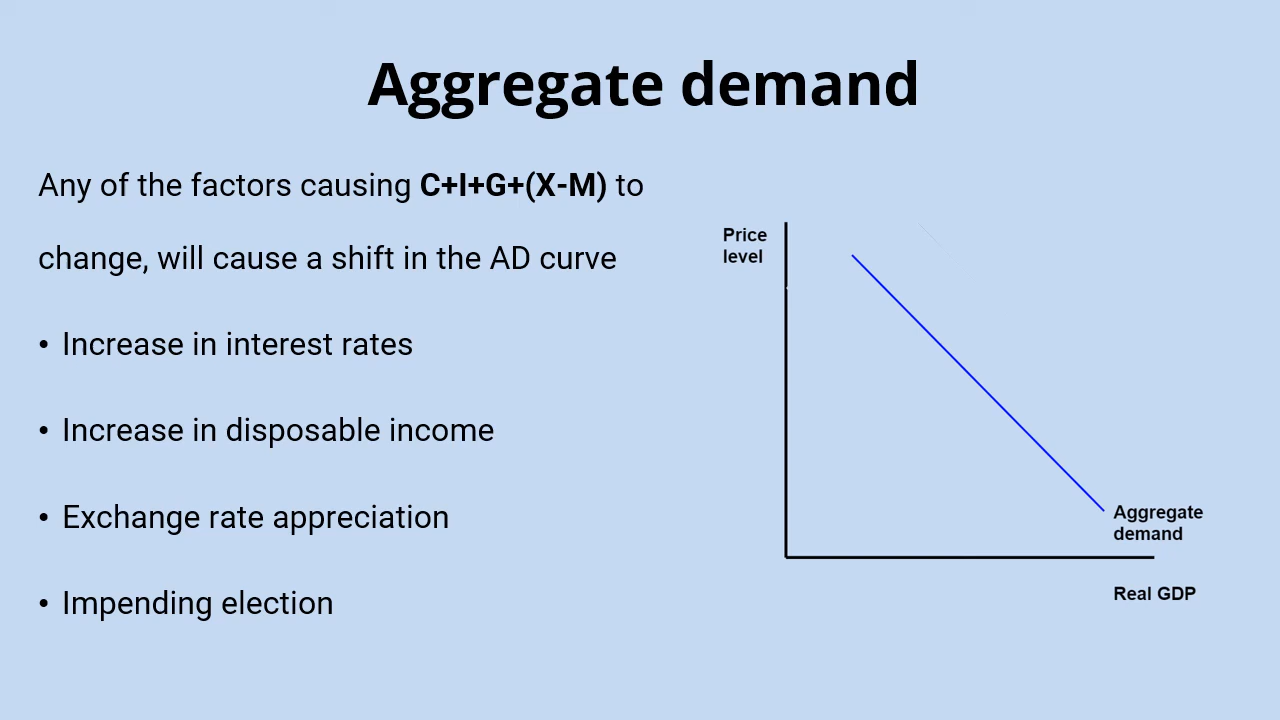 Aggregate demand
Any of the factors causing C+I+G+(X-M) to
change, will cause a shift in the AD curve
• Increase in interest rates
• Increase in disposable income
• Exchange rate appreciation
• Impending election
Price
level
Aggregate
demand
Real GDP